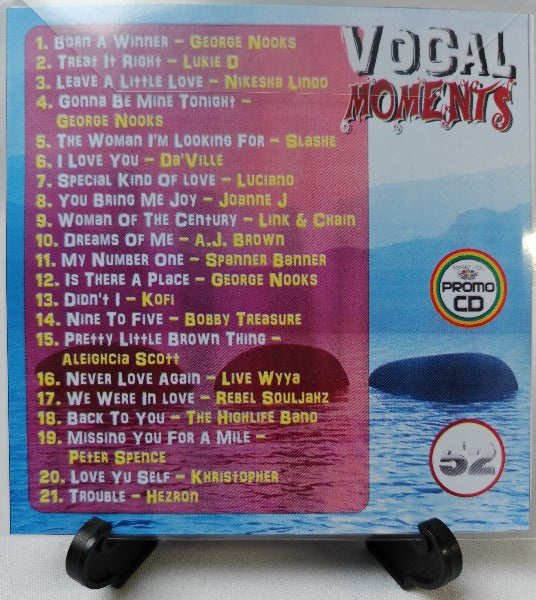 VOCAL
MOMENTS
1. Born A Winner – George Nooks
2. Treat It Right – Lukie D
3. Leave A Little Love – Nikesha Lindo
4. Gonna Be Mine Tonight –
George Nooks
5. The Woman I'm Looking For – Slashe
6. I Love You – Da'Ville
7. Special Kind Of love – Luciano
8. You Bring Me Joy – Joanne J
9. Woman Of The Century – Link & Chain
10. Dreams Of Me – A.J. Brown
11. My Number One – Spanner Banner
12. Is There A Place – George Nooks
13. Didn't I – Kofi
14. Nine To Five – Bobby Treasure
15. Pretty Little Brown Thing –
Aleighcia Scott
16. Never Love Again – Live Wyya
17. We Were In love – Rebel Souljahz
18. Back To You – The Highlife Band
19. Missing You For A Mile –
Peter Spence
20. Love Yu Self – Khristopher
21. Trouble – Hezron
PROMO
CD
52